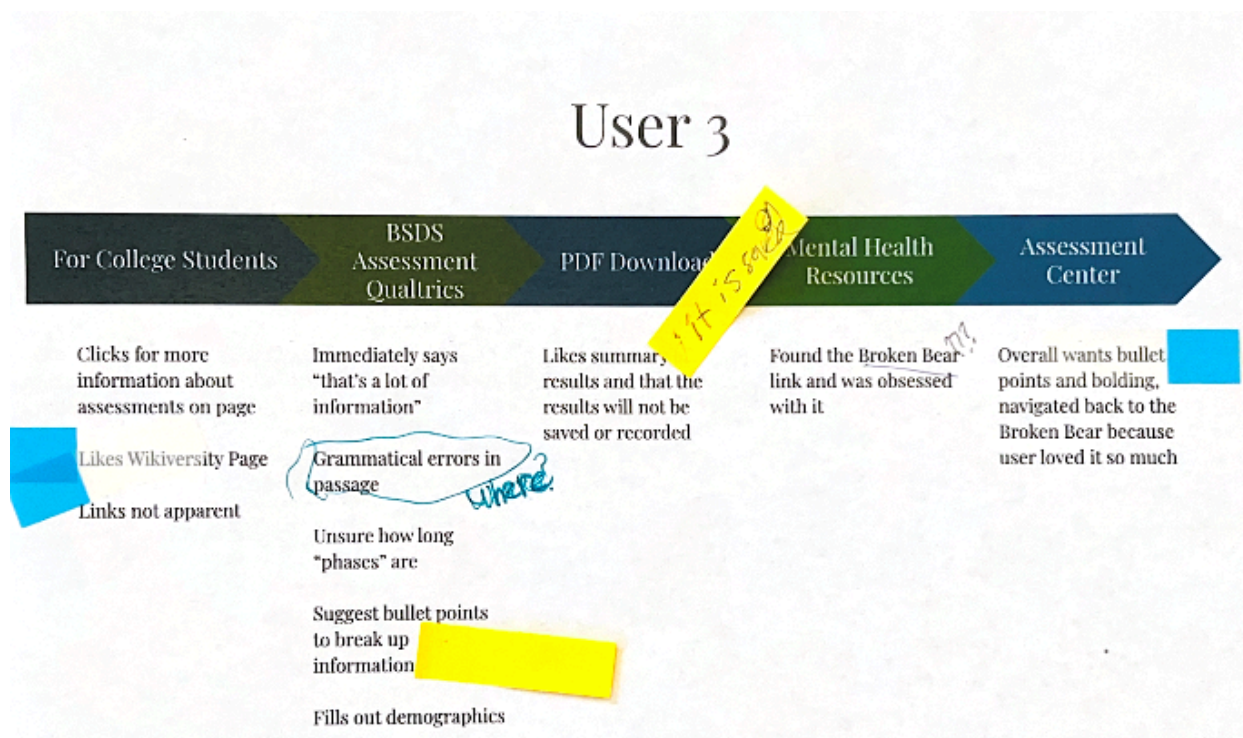 User 3
For College Students
BSDS
Assessment
Qualtrics
PDF Download
Mental Health
Resources
Assessment
Center
it is saved
Clicks for more
information about
assessments on page
Likes Wikiversity Page
Links not apparent
Immediately says
“that’s a lot of
information”
Grammatical errors in
passage
where?
Unsure how long
“phases” are
Suggest bullet points
to break up
information
Fills out demographics
Likes summary
results and that the
results will not be
saved or recorded
Found the Broken Bear ???
link and was obsessed
with it
Overall wants bullet
points and bolding,
navigated back to the
Broken Bear because
user loved it so much